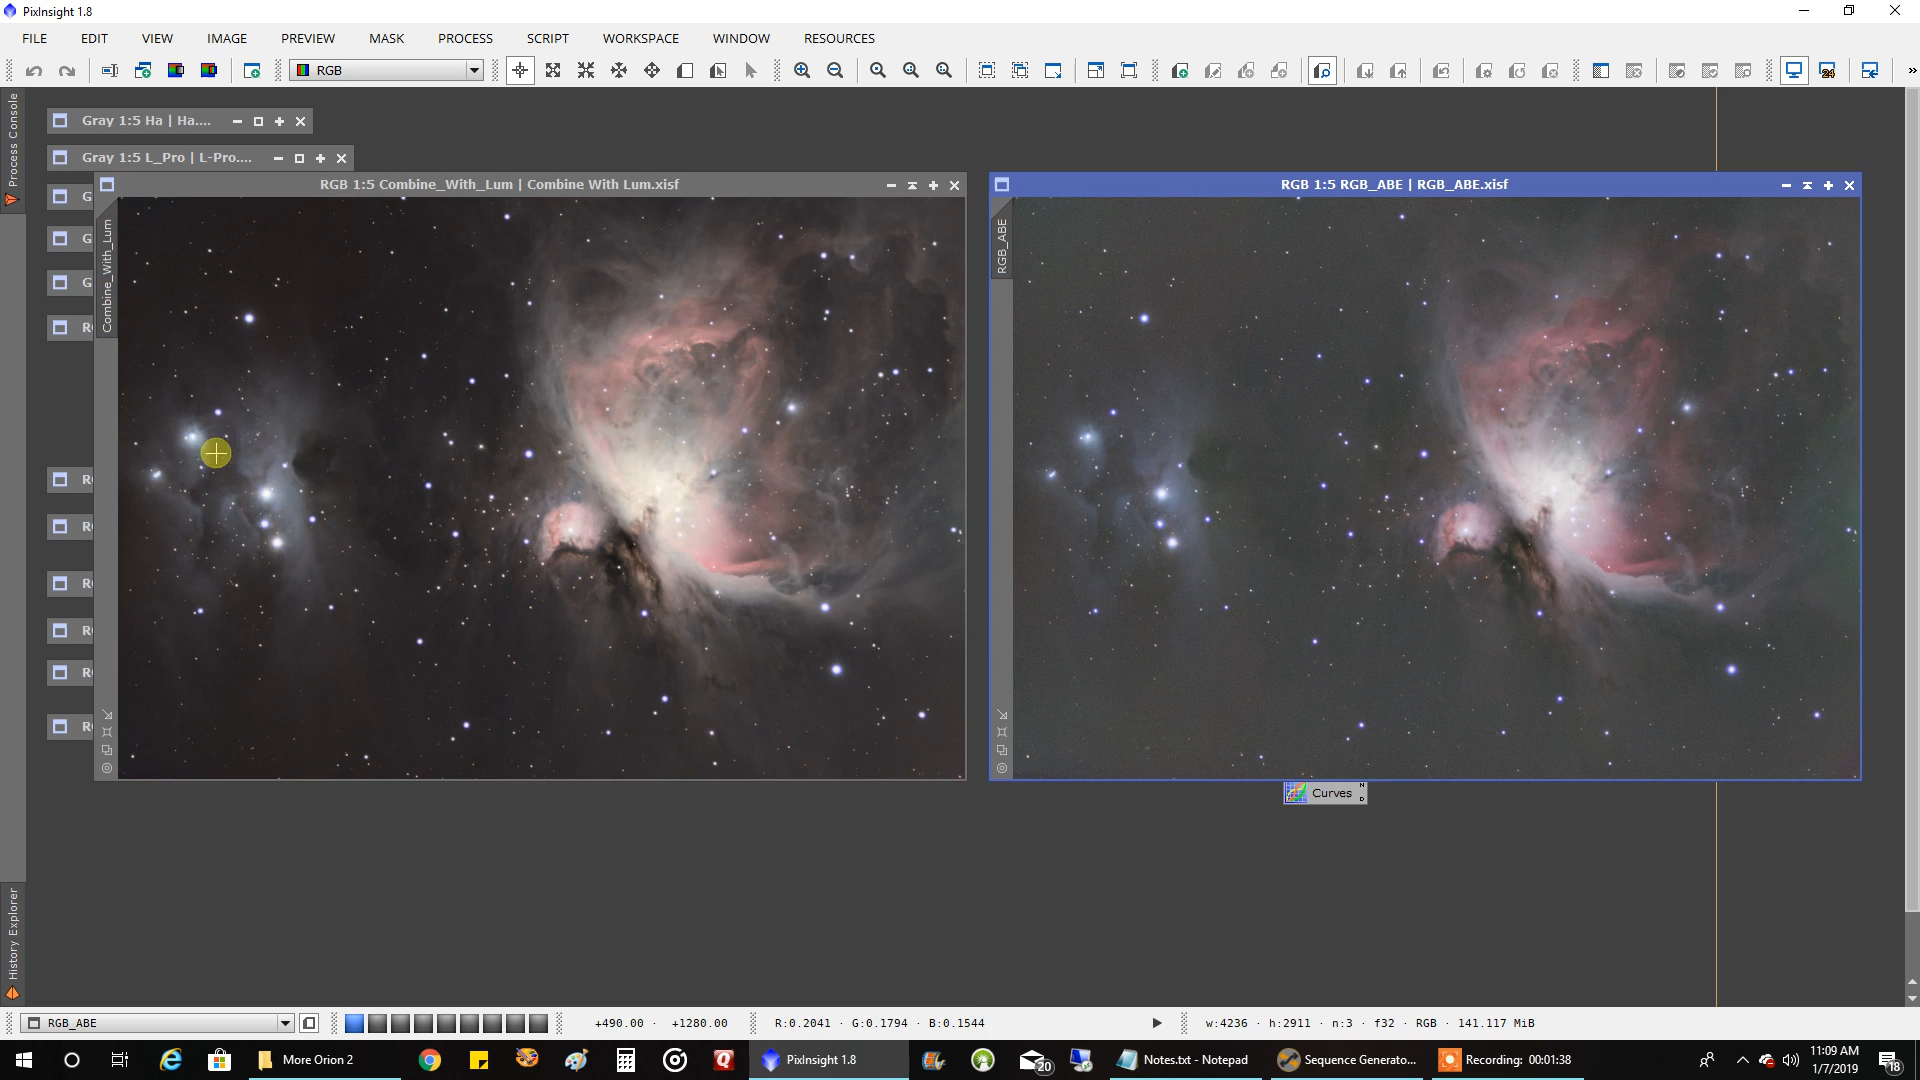 PixInsight 1.8
FILE EDIT VIEW IMAGE PREVIEW MASK PROCESS SCRIPT WORKSPACE WINDOW RESOURCES
RGB
24
»
Process Console
Gray 1:5 Ha | Ha....
Gray 1:5 L_Pro | L-Pro....
G
G
G
R
R
R
R
R
R
R
RGB 1:5 Combine_With_Lum | Combine With Lum.xisf
Combine_With_Lum
RGB 1:5 RGB_ABE | RGB_ABE.xisf
RGB_ABE
Curves
N
D
History Explorer
RGB_ABE
+490.00 · +1280.00
R:0.2041 · G:0.1794 · B:0.1544
w:4236 · h:2911 · n:3 · f32 · RGB · 141.117 MiB
More Orion 2
PixInsight 1.8
20
Notes.txt - Notepad
Sequence Generato...
Recording: 00:01:38
11:09 AM
1/7/2019
18